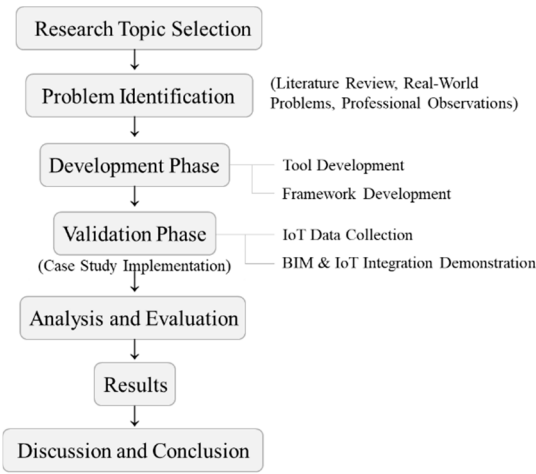 Research Topic Selection
Problem Identification
(Literature Review, Real-World
Problems, Professional Observations)
Development Phase
Tool Development
Framework Development
Validation Phase
(Case Study Implementation)
IoT Data Collection
BIM & IoT Integration Demonstration
Analysis and Evaluation
Results
Discussion and Conclusion